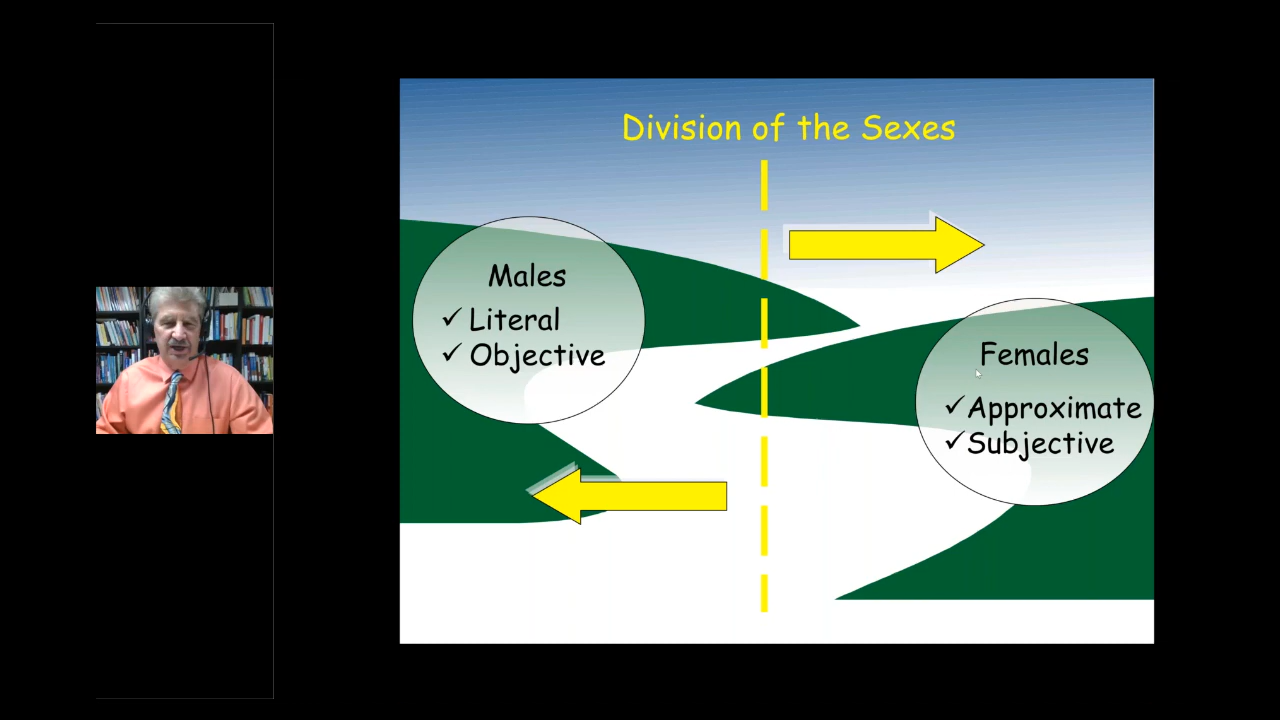 Division of the Sexes
Males
✓ Literal
✓ Objective
Females
✓Approximate
✓Subjective